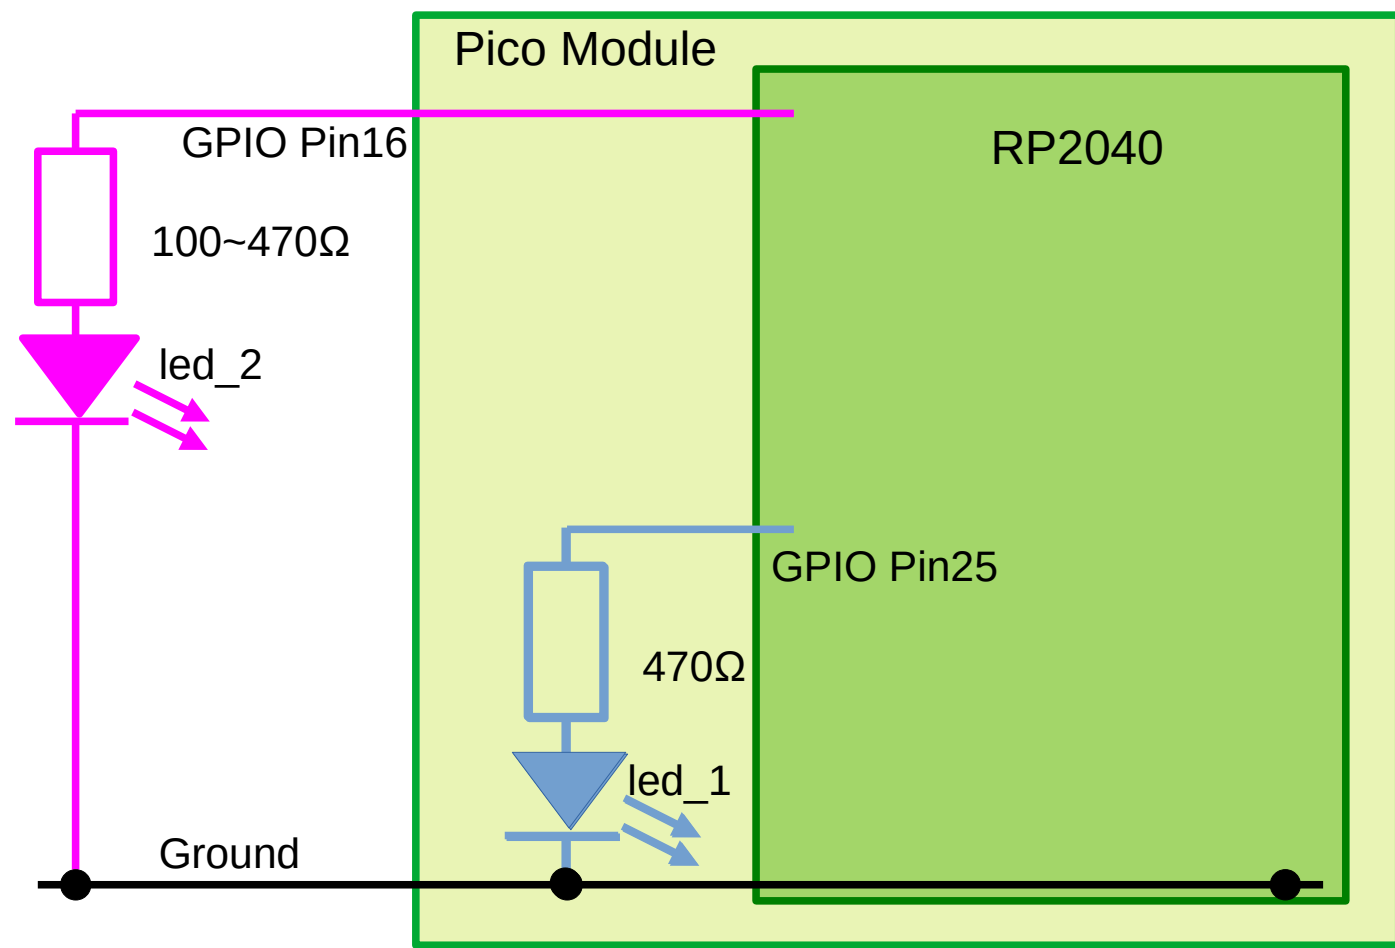 Pico Module
GPIO Pin16
RP2040
100~470Ω
led_2
GPIO Pin25
470Ω
led_1
Ground